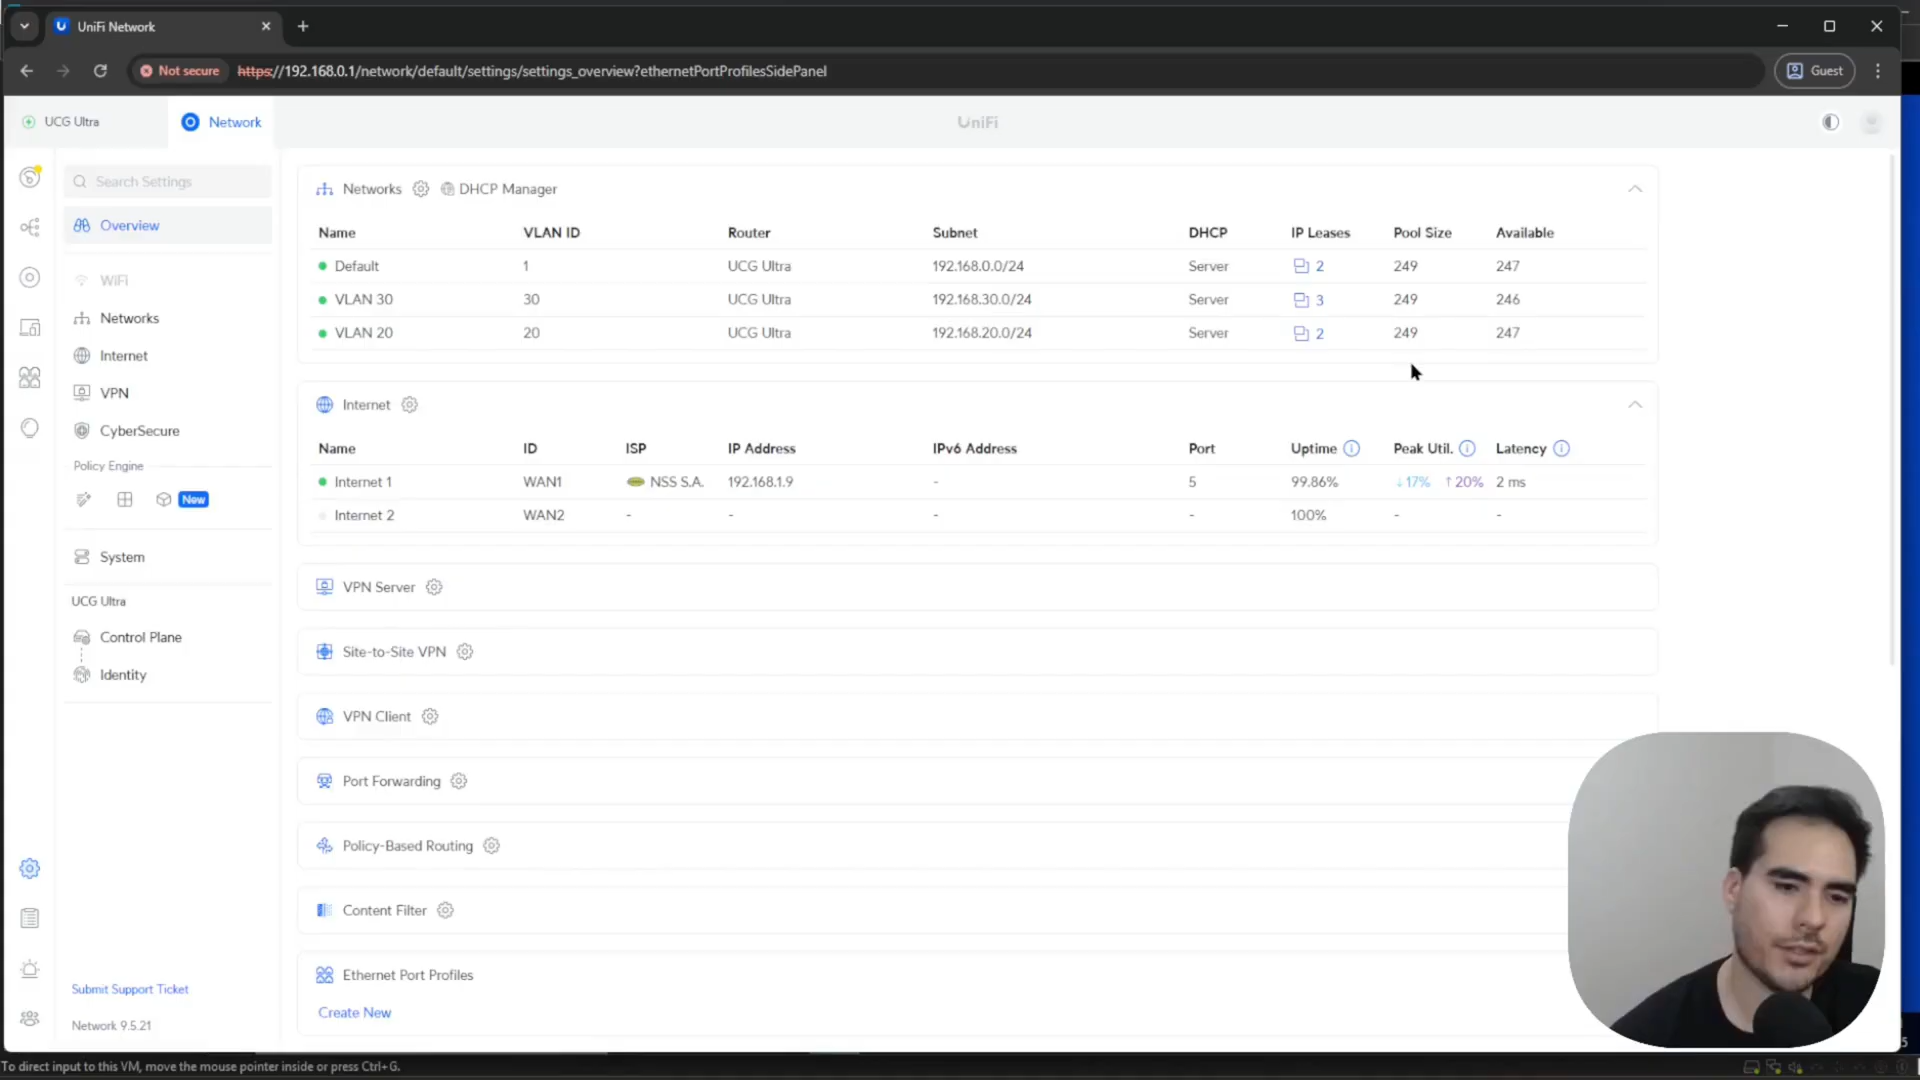 UniFi Network
Not secure https://192.168.0.1/network/default/settings/settings_overview?ethernetPortProfilesSidePanel
Guest
UCG Ultra
Network
UniFi
Search Settings
Overview
WiFi
Networks
Internet
VPN
CyberSecure
Policy Engine
New
System
UCG Ultra
Control Plane
Identity
Submit Support Ticket
Network 9.5.21
Networks DHCP Manager
Name VLAN ID Router Subnet DHCP IP Leases Pool Size Available
Default 1 UCG Ultra 192.168.0.0/24 Server 2 249 247
VLAN 30 30 UCG Ultra 192.168.30.0/24 Server 3 249 246
VLAN 20 20 UCG Ultra 192.168.20.0/24 Server 2 249 247
Internet
Name ID ISP IP Address IPv6 Address Port Uptime Peak Util. Latency
Internet 1 WAN1 NSS S.A. 192.168.1.9 - 5 99.86% ↓17% ↑20% 2 ms
Internet 2 WAN2 - - - - 100% - -
VPN Server
Site-to-Site VPN
VPN Client
Port Forwarding
Policy-Based Routing
Content Filter
Ethernet Port Profiles
Create New
To direct input to this VM, move the mouse pointer inside or press Ctrl+G.